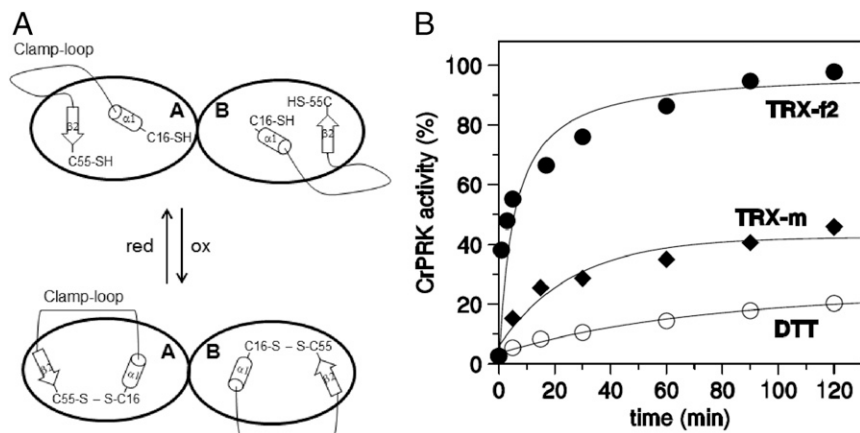 A
Clamp-loop
A
B
β2
α1
C16-SH
C55-SH
HS-55C
C16-SH
α1
β2
red
ox
Clamp-loop
A
B
β2
α1
C55-S – S-C16
C16-S – S-C55
α1
β2
B
CrPRK activity (%)
100
80
60
40
20
0
TRX-f2
TRX-m
DTT
0 20 40 60 80 100 120
time (min)